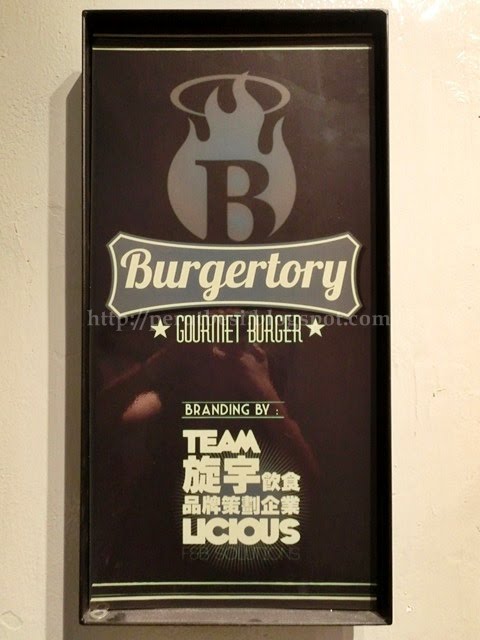 B
Burgertory
★ GOURMET BURGER ★
BRANDING BY :
TEAM
旋宇飲食
品牌策劃企業
LICIOUS
F&B SOLUTIONS